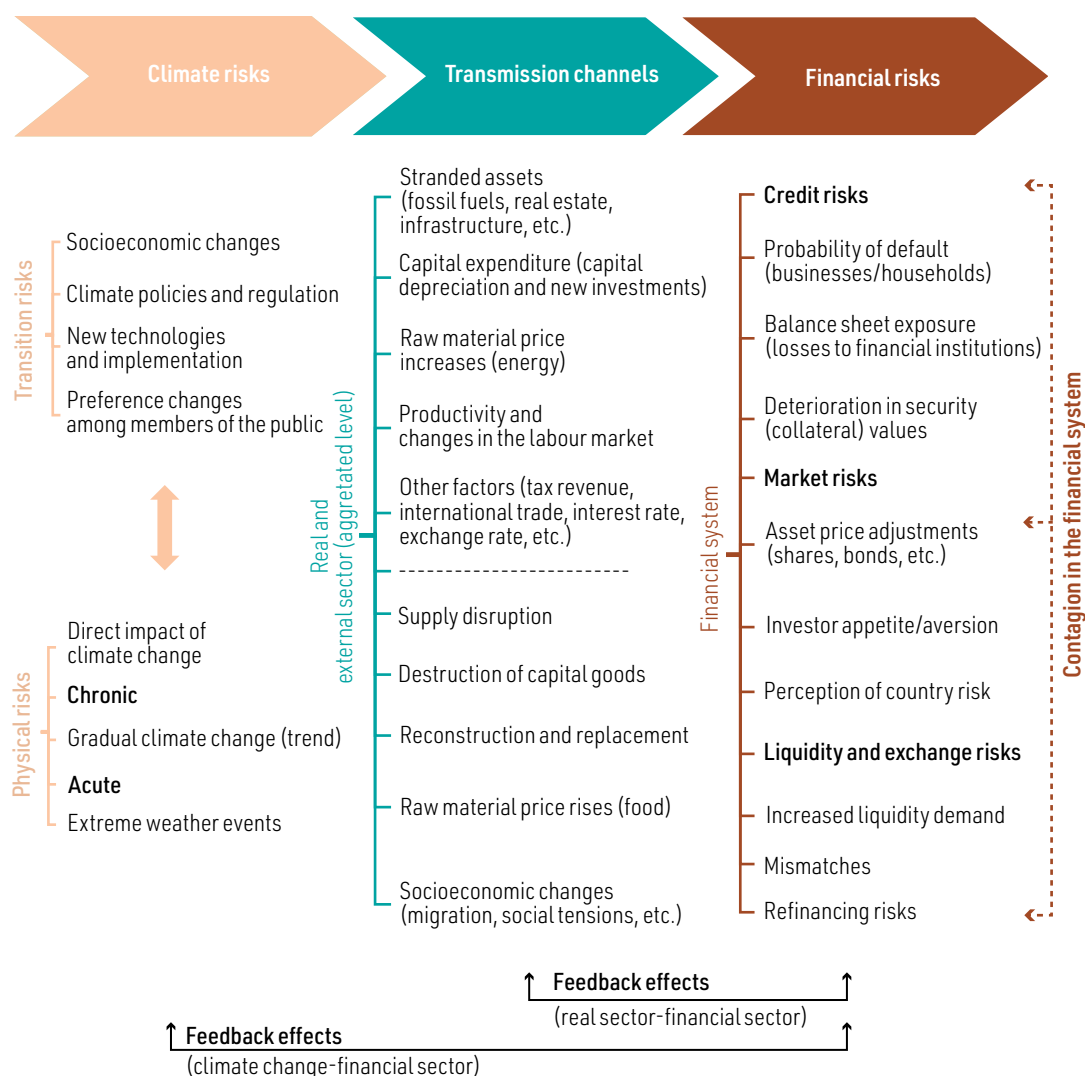 Climate risks
Transmission channels
Financial risks
Transition risks
Socioeconomic changes
Climate policies and regulation
New technologies
and implementation
Preference changes
among members of the public
Physical risks
Direct impact of
climate change
Chronic
Gradual climate change (trend)
Acute
Extreme weather events
Real and
external sector (aggretated level)
Stranded assets
(fossil fuels, real estate,
infrastructure, etc.)
Capital expenditure (capital
depreciation and new investments)
Raw material price
increases (energy)
Productivity and
changes in the labour market
Other factors (tax revenue,
international trade, interest rate,
exchange rate, etc.)
-------------------------
Supply disruption
Destruction of capital goods
Reconstruction and replacement
Raw material price rises (food)
Socioeconomic changes
(migration, social tensions, etc.)
Financial system
Credit risks
Probability of default
(businesses/households)
Balance sheet exposure
(losses to financial institutions)
Deterioration in security
(collateral) values
Market risks
Asset price adjustments
(shares, bonds, etc.)
Investor appetite/aversion
Perception of country risk
Liquidity and exchange risks
Increased liquidity demand
Mismatches
Refinancing risks
Contagion in the financial system
Feedback effects
(real sector-financial sector)
Feedback effects
(climate change-financial sector)